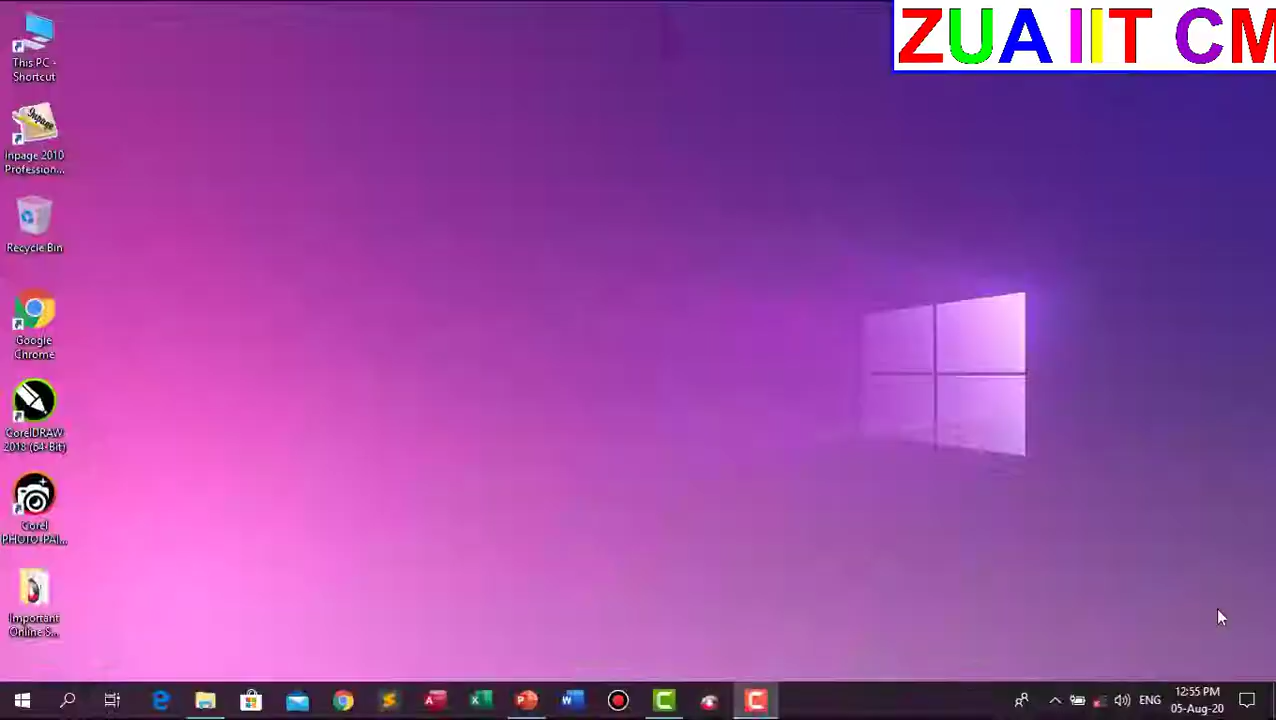 ZUA IIT CM
This PC -
Shortcut
Inpage 2010
Profession...
Recycle Bin
Google
Chrome
CorelDRAW
2018 (64-Bit)
Corel
PHOTO-PAI...
Important
Online S...
ENG
12:55 PM
05-Aug-20